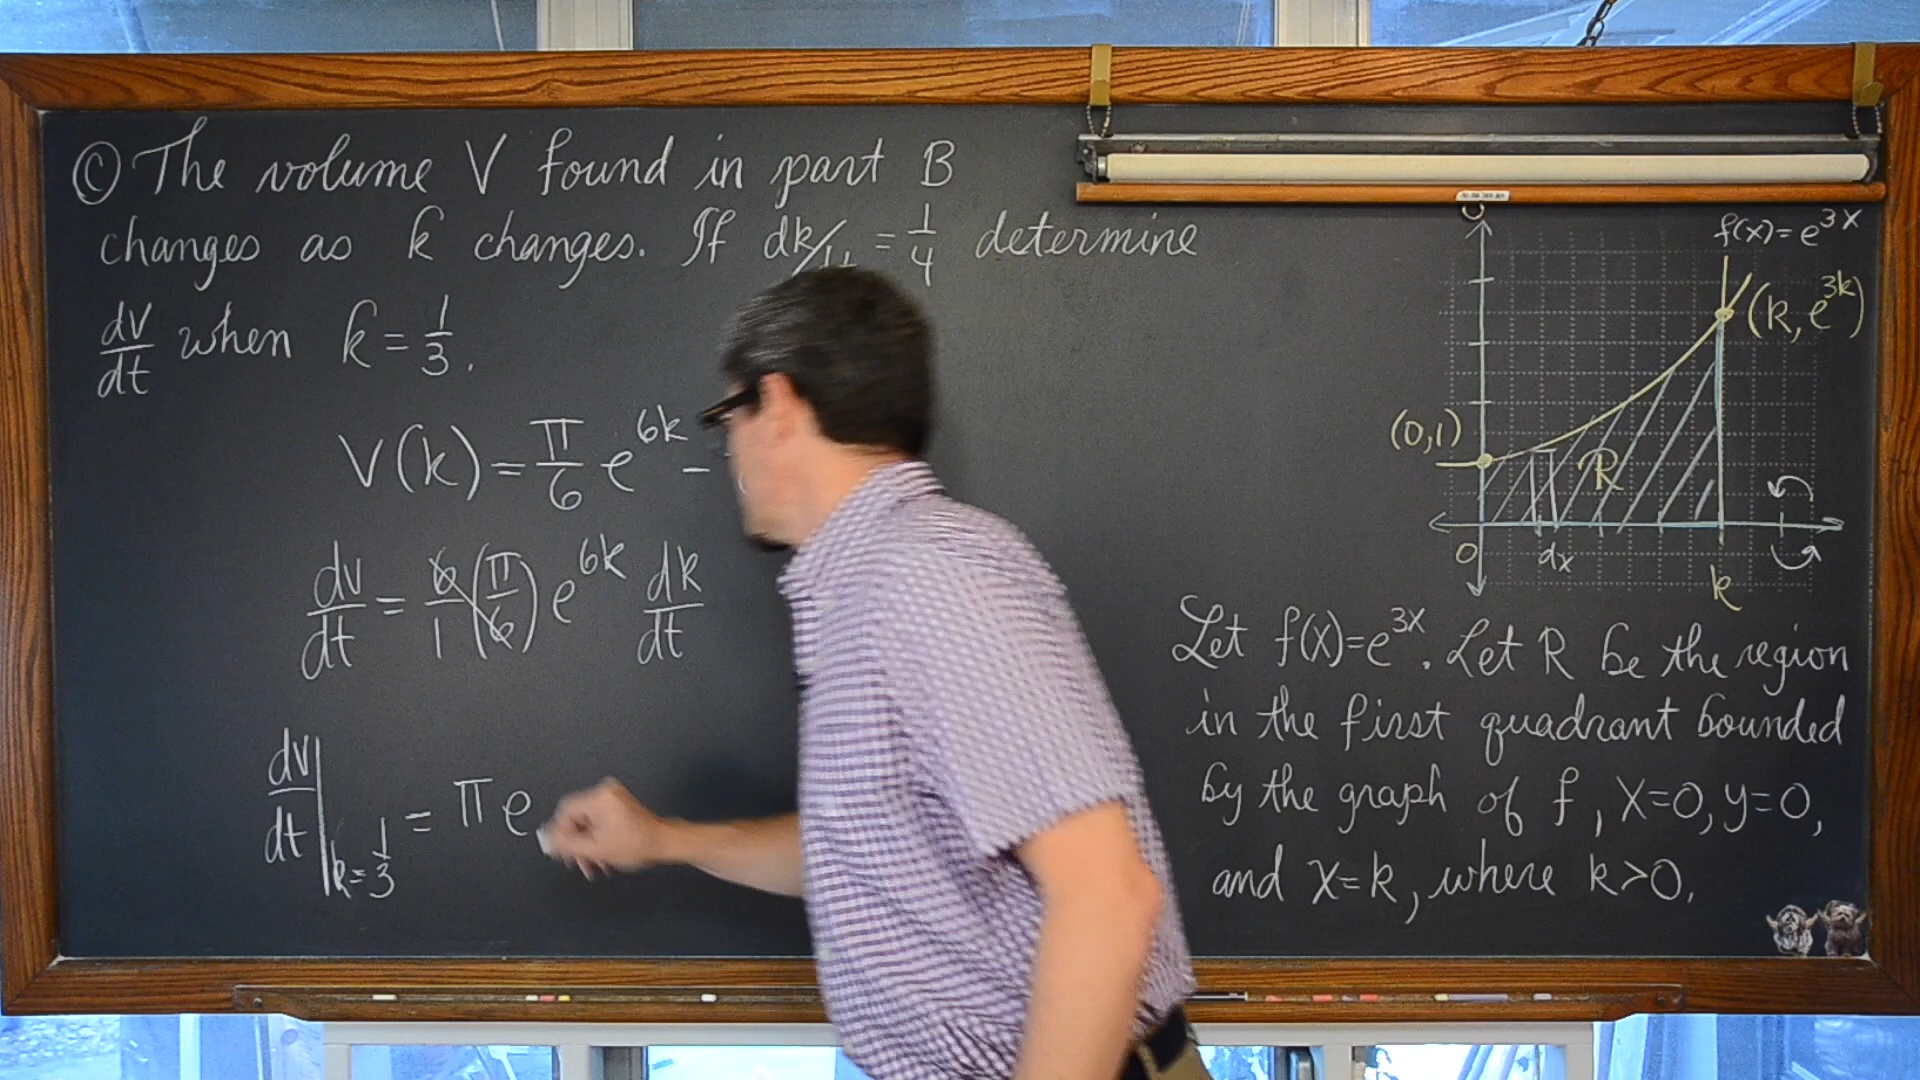 Ⓒ The volume V found in part B
changes as k changes. If dk/ = 1/4 determine
dV/dt when k = 1/3.
V(k) = π/6 e^{6k} -
dV/dt = 6/1 (π/6) e^{6k} dk/dt
dV/dt |_{k=1/3} = π e
f(x) = e^{3x}
(k, e^{3k})
(0,1)
R
0
dx
k
Let f(x)=e^{3x}. Let R be the region
in the first quadrant bounded
by the graph of f, x=0, y=0,
and x=k, where k>0.